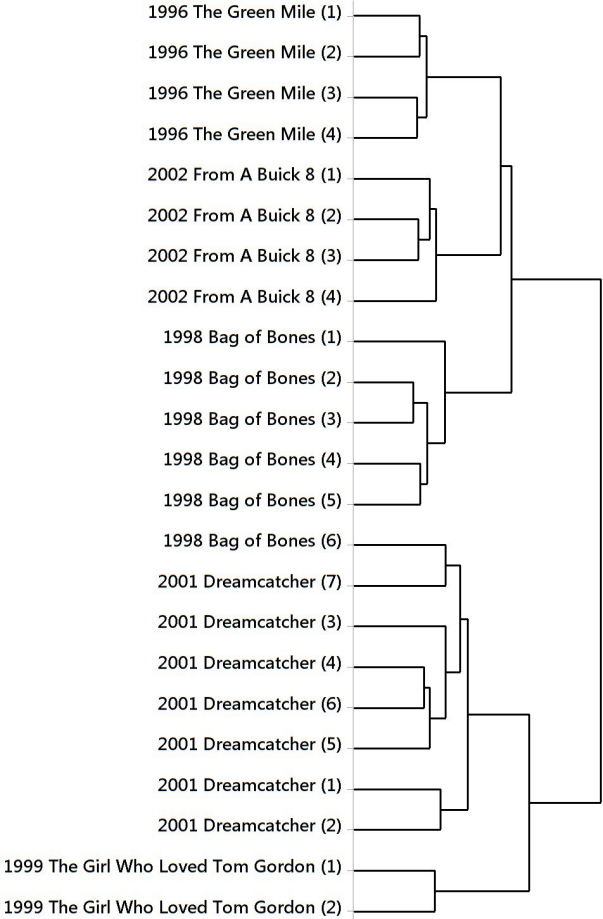 1996 The Green Mile (1)
1996 The Green Mile (2)
1996 The Green Mile (3)
1996 The Green Mile (4)
2002 From A Buick 8 (1)
2002 From A Buick 8 (2)
2002 From A Buick 8 (3)
2002 From A Buick 8 (4)
1998 Bag of Bones (1)
1998 Bag of Bones (2)
1998 Bag of Bones (3)
1998 Bag of Bones (4)
1998 Bag of Bones (5)
1998 Bag of Bones (6)
2001 Dreamcatcher (7)
2001 Dreamcatcher (3)
2001 Dreamcatcher (4)
2001 Dreamcatcher (6)
2001 Dreamcatcher (5)
2001 Dreamcatcher (1)
2001 Dreamcatcher (2)
1999 The Girl Who Loved Tom Gordon (1)
1999 The Girl Who Loved Tom Gordon (2)